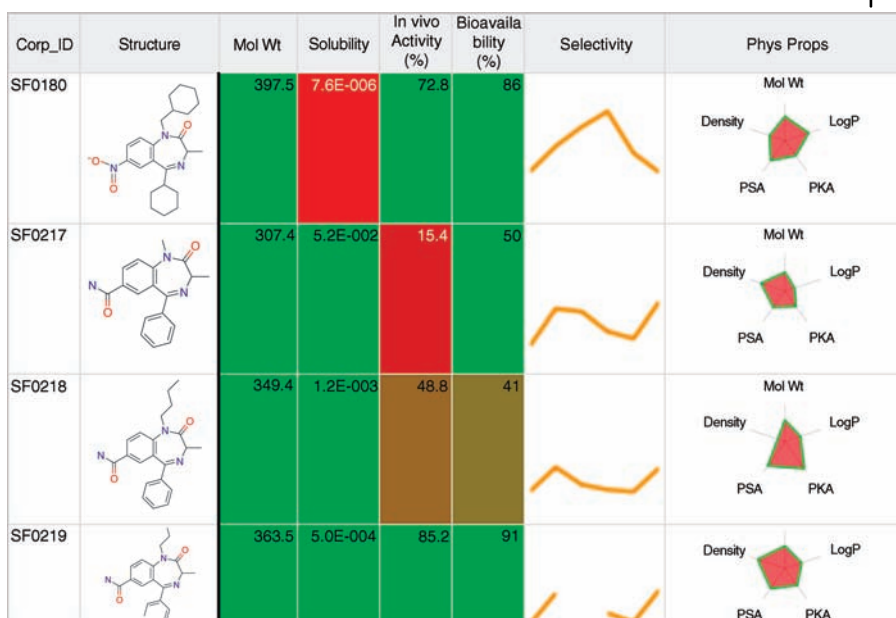 Corp_ID Structure Mol Wt Solubility In vivo Activity (%) Bioavaila bility (%) Selectivity Phys Props
SF0180 397.5 7.6E-006 72.8 86
N O N N -O O
Mol Wt
Density LogP
PSA PKA
SF0217 307.4 5.2E-002 15.4 50
N O N N O
Mol Wt
Density LogP
PSA PKA
SF0218 349.4 1.2E-003 48.8 41
N O N N O
Mol Wt
Density LogP
PSA PKA
SF0219 363.5 5.0E-004 85.2 91
N O N N O
Density LogP
PSA PKA